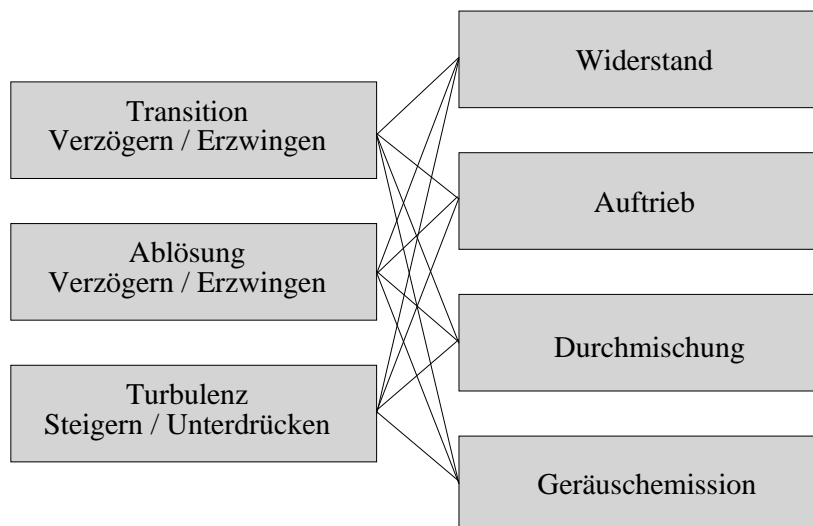 Transition
Verzögern / Erzwingen
Ablösung
Verzögern / Erzwingen
Turbulenz
Steigern / Unterdrücken
Widerstand
Auftrieb
Durchmischung
Geräuschemission